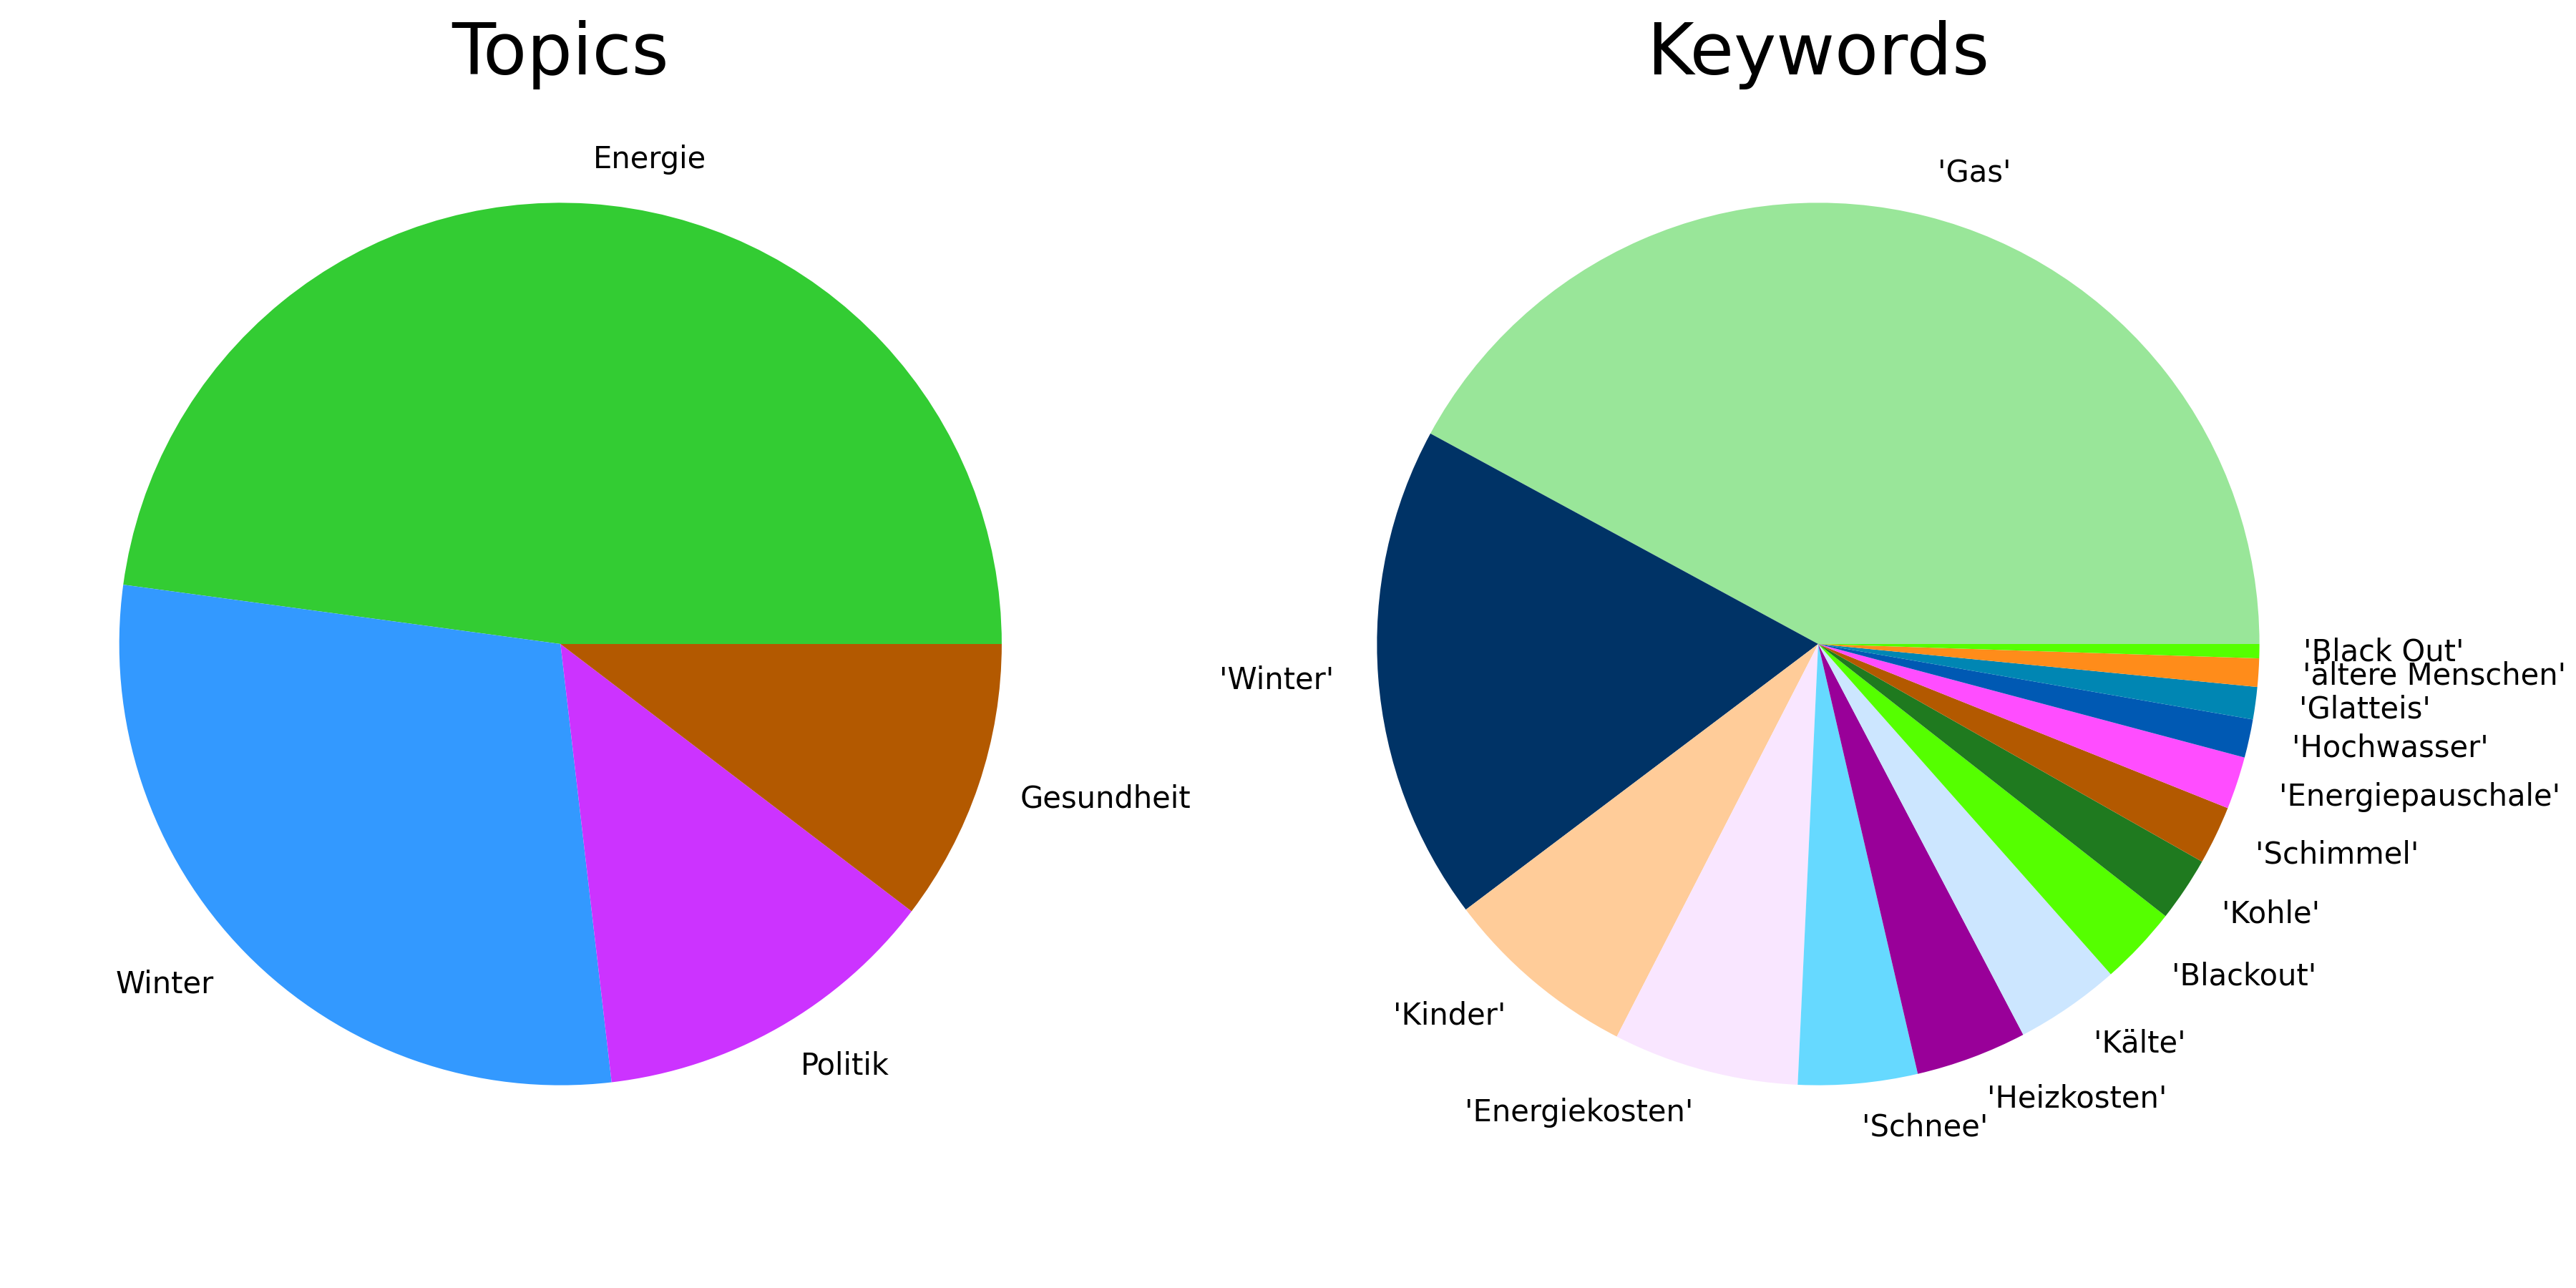 Topics
Energie
Winter
Politik
Gesundheit
Keywords
'Gas'
'Winter'
'Kinder'
'Energiekosten'
'Schnee'
'Heizkosten'
'Kälte'
'Blackout'
'Kohle'
'Schimmel'
'Energiepauschale'
'Hochwasser'
'Glatteis'
'ältere Menschen'
'Black Out'